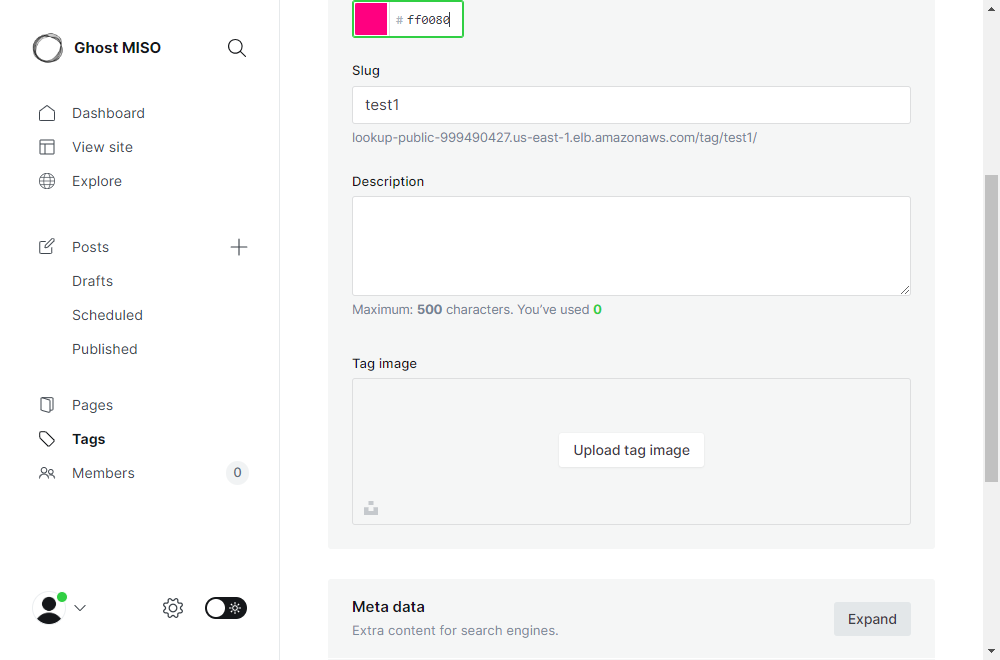 Ghost MISO
Dashboard
View site
Explore
Posts
Drafts
Scheduled
Published
Pages
Tags
Members
0
# ff0080
Slug
test1
lookup-public-999490427.us-east-1.elb.amazonaws.com/tag/test1/
Description
Maximum: 500 characters. You’ve used 0
Tag image
Upload tag image
Meta data
Extra content for search engines.
Expand